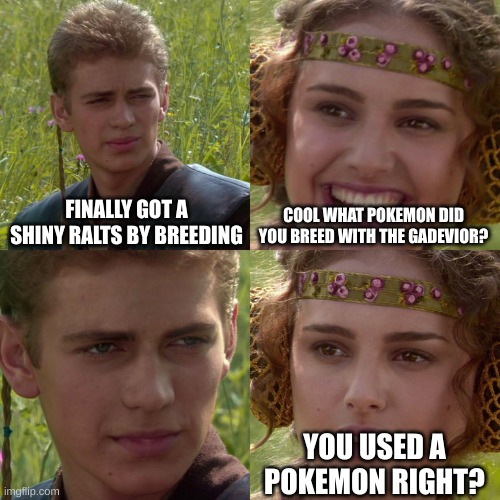 FINALLY GOT A
SHINY RALTS BY BREEDING
COOL WHAT POKEMON DID
YOU BREED WITH THE GADEVIOR?
YOU USED A
POKEMON RIGHT?
imgflip.com